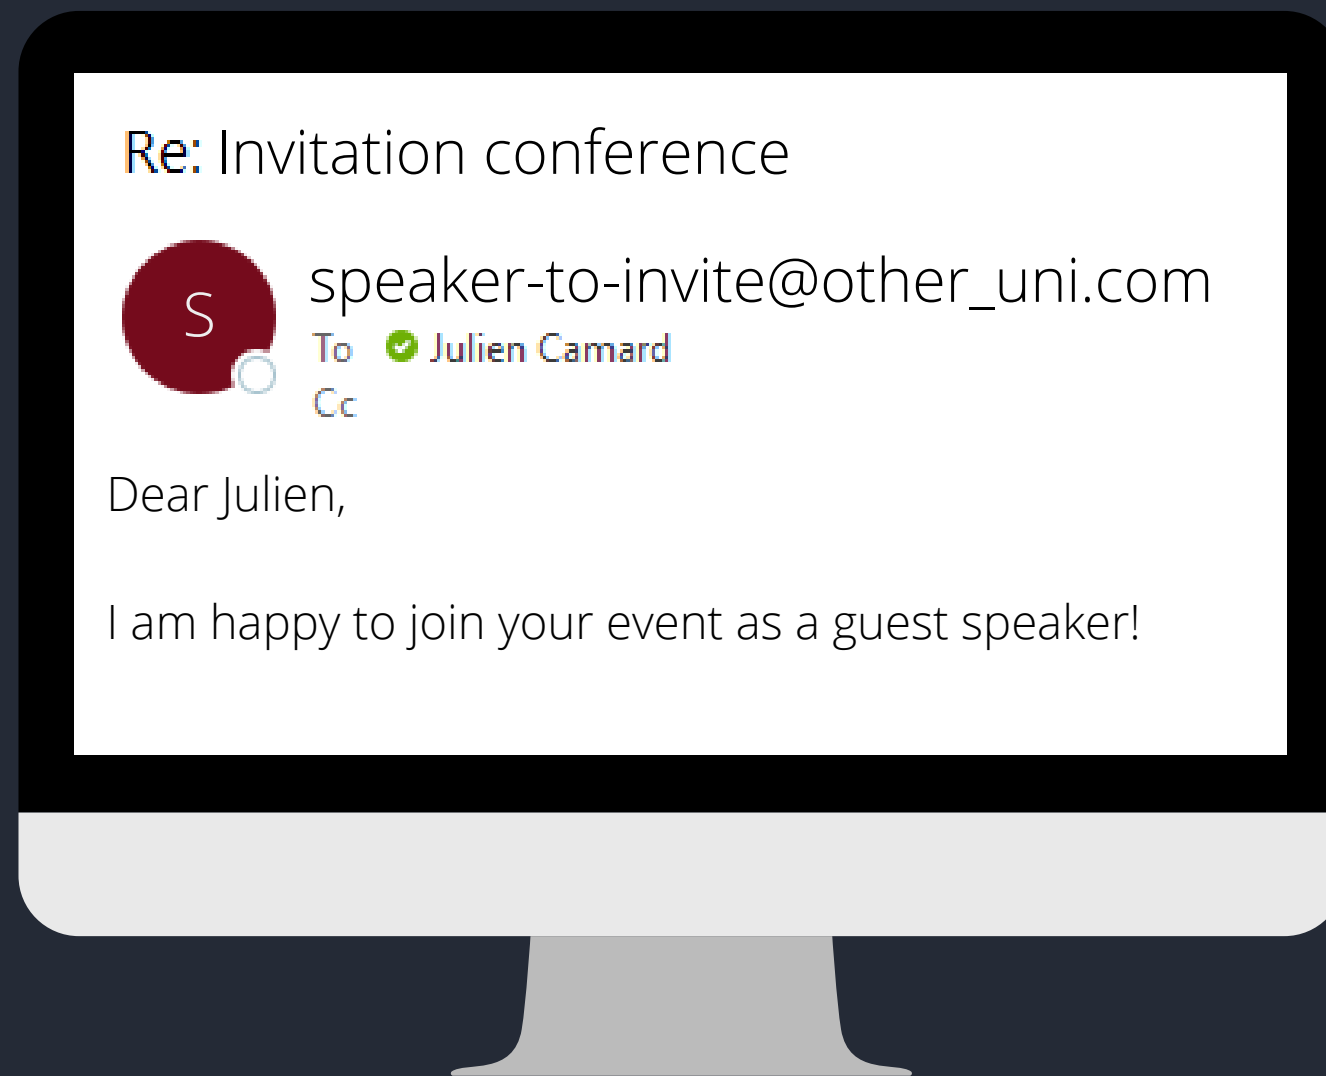 Re: Invitation conference
S
speaker-to-invite@other_uni.com
To Julien Camard
Cc
Dear Julien,
I am happy to join your event as a guest speaker!